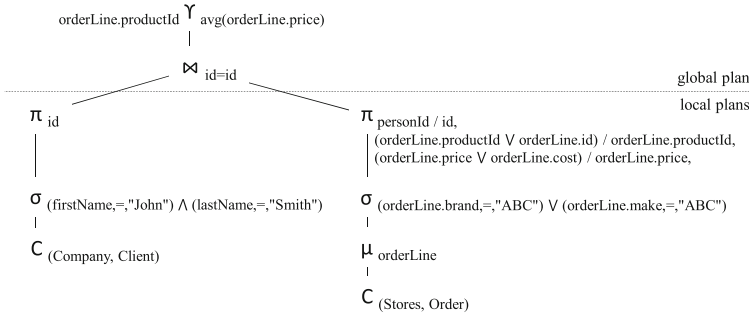 orderLine.productId ϒ avg(orderLine.price)
⋈ id=id
global plan
local plans
π id
π personId / id,
(orderLine.productId V orderLine.id) / orderLine.productId,
(orderLine.price V orderLine.cost) / orderLine.price,
σ (firstName,=,"John") Λ (lastName,=,"Smith")
σ (orderLine.brand,=,"ABC") V (orderLine.make,=,"ABC")
C (Company, Client)
μ orderLine
C (Stores, Order)